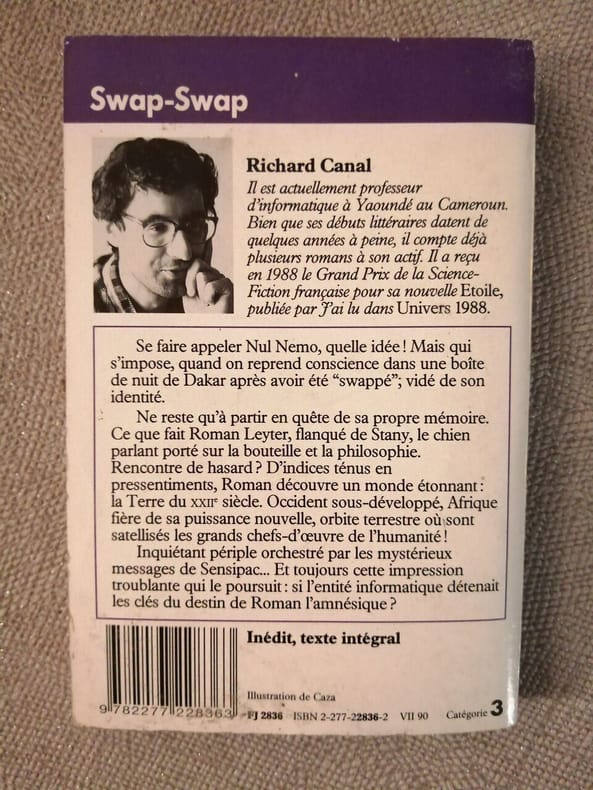 Swap-Swap
Richard Canal
Il est actuellement professeur
d'informatique à Yaoundé au Cameroun.
Bien que ses débuts littéraires datent de
quelques années à peine, il compte déjà
plusieurs romans à son actif. Il a reçu
en 1988 le Grand Prix de la Science-
Fiction française pour sa nouvelle Etoile,
publiée par J'ai lu dans Univers 1988.
Se faire appeler Nul Nemo, quelle idée ! Mais qui
s'impose, quand on reprend conscience dans une boîte
de nuit de Dakar après avoir été "swappé"; vidé de son
identité.
Ne reste qu'à partir en quête de sa propre mémoire.
Ce que fait Roman Leyter, flanqué de Stany, le chien
parlant porté sur la bouteille et la philosophie.
Rencontre de hasard ? D'indices ténus en
pressentiments, Roman découvre un monde étonnant :
la Terre du XXIIe siècle. Occident sous-développé, Afrique
fière de sa puissance nouvelle, orbite terrestre où sont
satellisés les grands chefs-d'œuvre de l'humanité !
Inquiétant périple orchestré par les mystérieux
messages de Sensipac... Et toujours cette impression
troublante qui le poursuit : si l'entité informatique détenait
les clés du destin de Roman l'amnésique ?
Inédit, texte intégral
Illustration de Caza
9 782277 228363
FJ 2836 ISBN 2-277-22836-2 VII 90 Catégorie 3